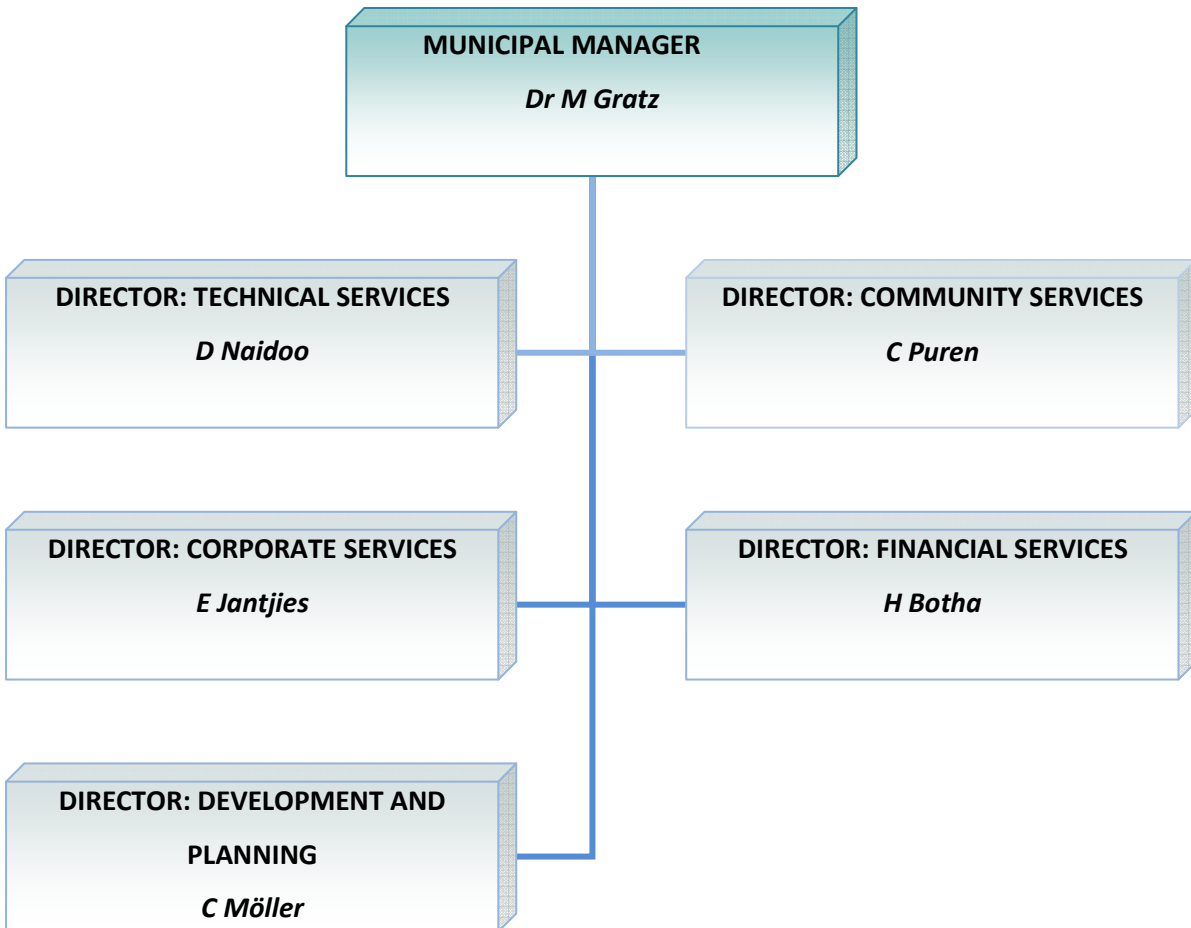 MUNICIPAL MANAGER
Dr M Gratz
DIRECTOR: TECHNICAL SERVICES
D Naidoo
DIRECTOR: COMMUNITY SERVICES
C Puren
DIRECTOR: CORPORATE SERVICES
E Jantjies
DIRECTOR: FINANCIAL SERVICES
H Botha
DIRECTOR: DEVELOPMENT AND
PLANNING
C Möller